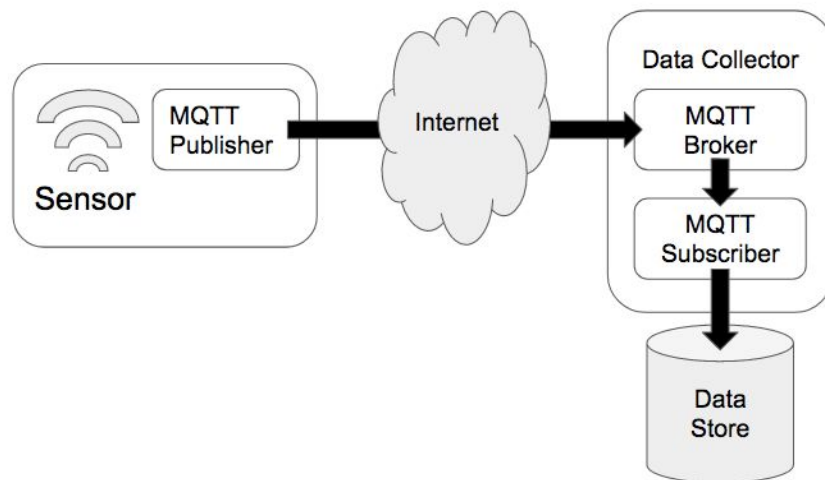 Sensor
MQTT
Publisher
Internet
Data Collector
MQTT
Broker
MQTT
Subscriber
Data
Store